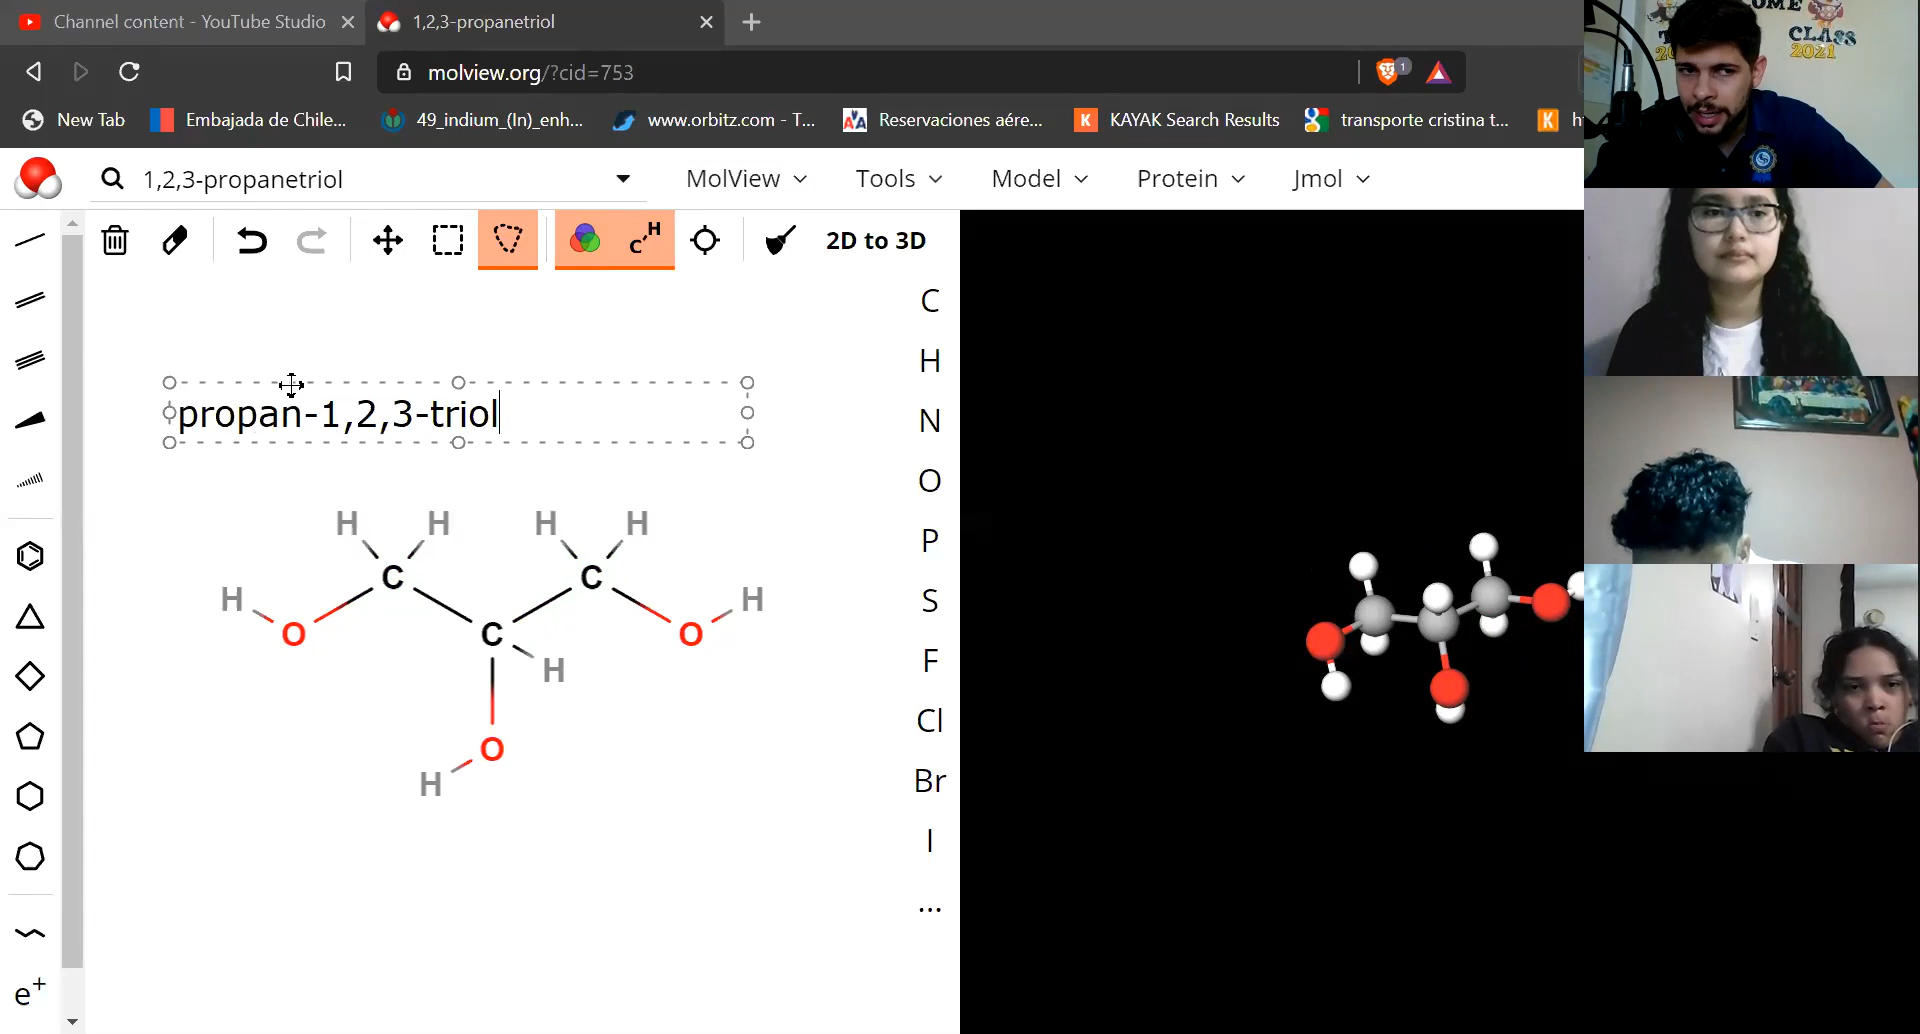 Channel content - YouTube Studio
1,2,3-propanetriol
molview.org/?cid=753
1
New Tab
Embajada de Chile...
49_indium_(In)_enh...
www.orbitz.com - T...
Reservaciones aére...
KAYAK Search Results
transporte cristina t...
1,2,3-propanetriol
MolView
Tools
Model
Protein
Jmol
2D to 3D
C H
C
H
N
O
P
S
F
Cl
Br
I
...
e+
propan-1,2,3-triol
H H H H
C C
H H
O C O
H
O
H
CLASS
2021